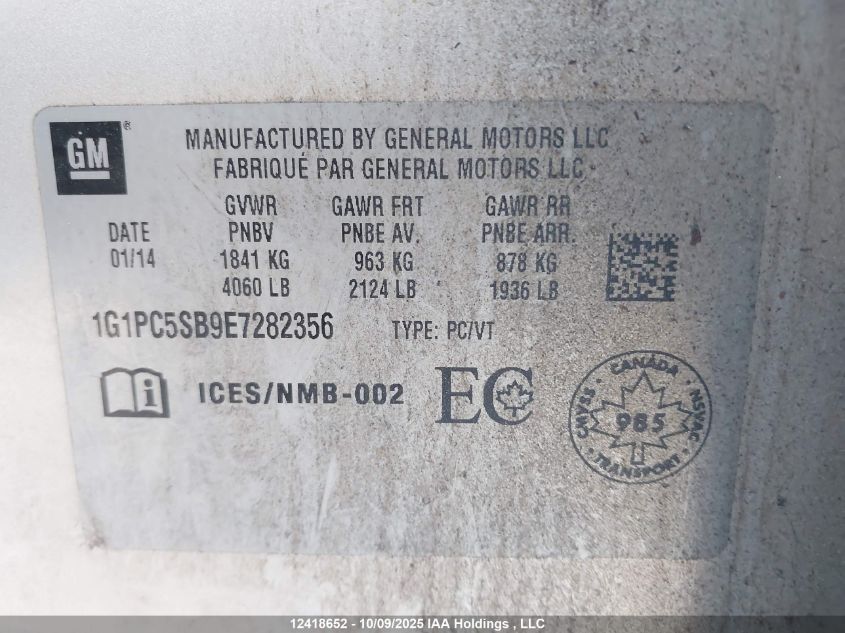 GM®
MANUFACTURED BY GENERAL MOTORS LLC
FABRIQUÉ PAR GENERAL MOTORS LLC
GVWR GAWR FRT GAWR RR
DATE PNBV PNBE AV. PNBE ARR.
01/14 1841 KG 963 KG 878 KG
4060 LB 2124 LB 1936 LB
1G1PC5SB9E7282356 TYPE: PC/VT
i ICES/NMB-002 EC
CANADA
CMVSS · NSVAC
985
· TRANSPORT ·
12418652 - 10/09/2025 IAA Holdings , LLC